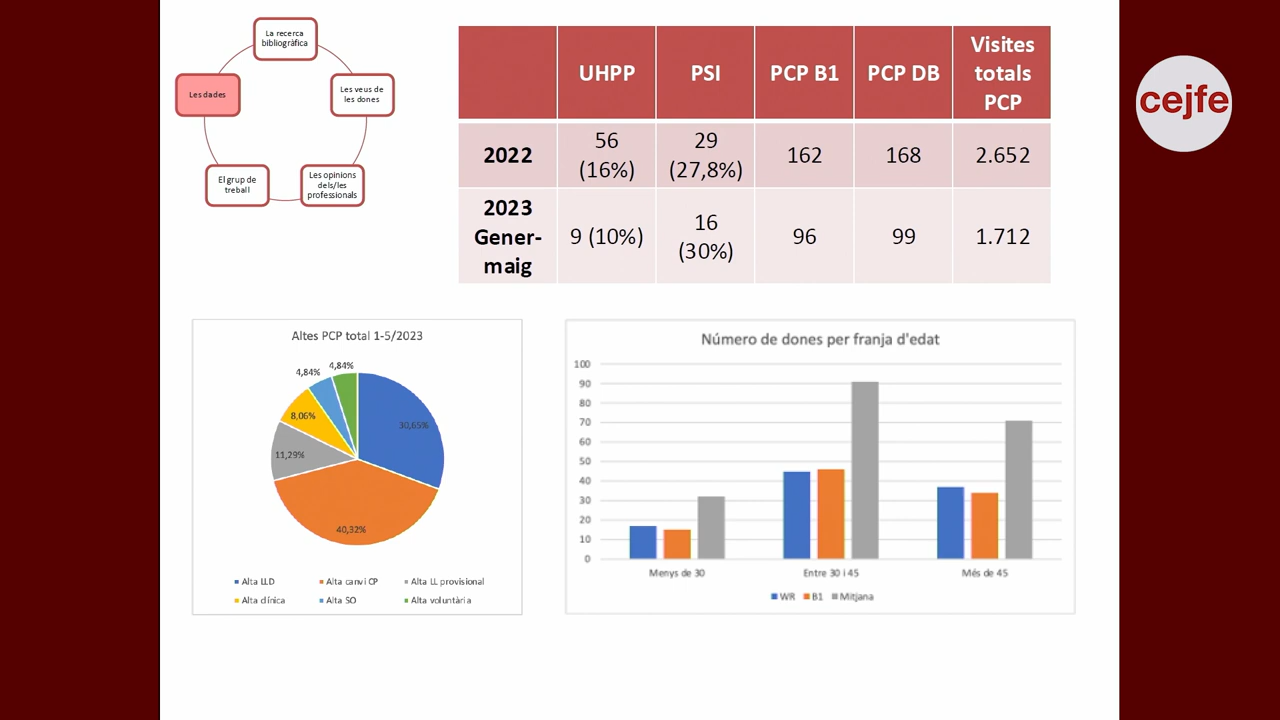 La recerca
bibliogràfica
Les dades
Les veus de
les dones
El grup de
treball
Les opinions
dels/les
professionals
UHPP
PSI
PCP B1
PCP DB
Visites
totals
PCP
2022
56
(16%)
29
(27,8%)
162
168
2.652
2023
Gener-
maig
9 (10%)
16
(30%)
96
99
1.712
cejfe
Altes PCP total 1-5/2023
4,84%
4,84%
8,06%
30,65%
11,29%
40,32%
Alta LLD
Alta canvi CP
Alta LL provisional
Alta clínica
Alta SO
Alta voluntària
Número de dones per franja d'edat
100
90
80
70
60
50
40
30
20
10
0
Menys de 30
Entre 30 i 45
Més de 45
WR
B1
Mitjana